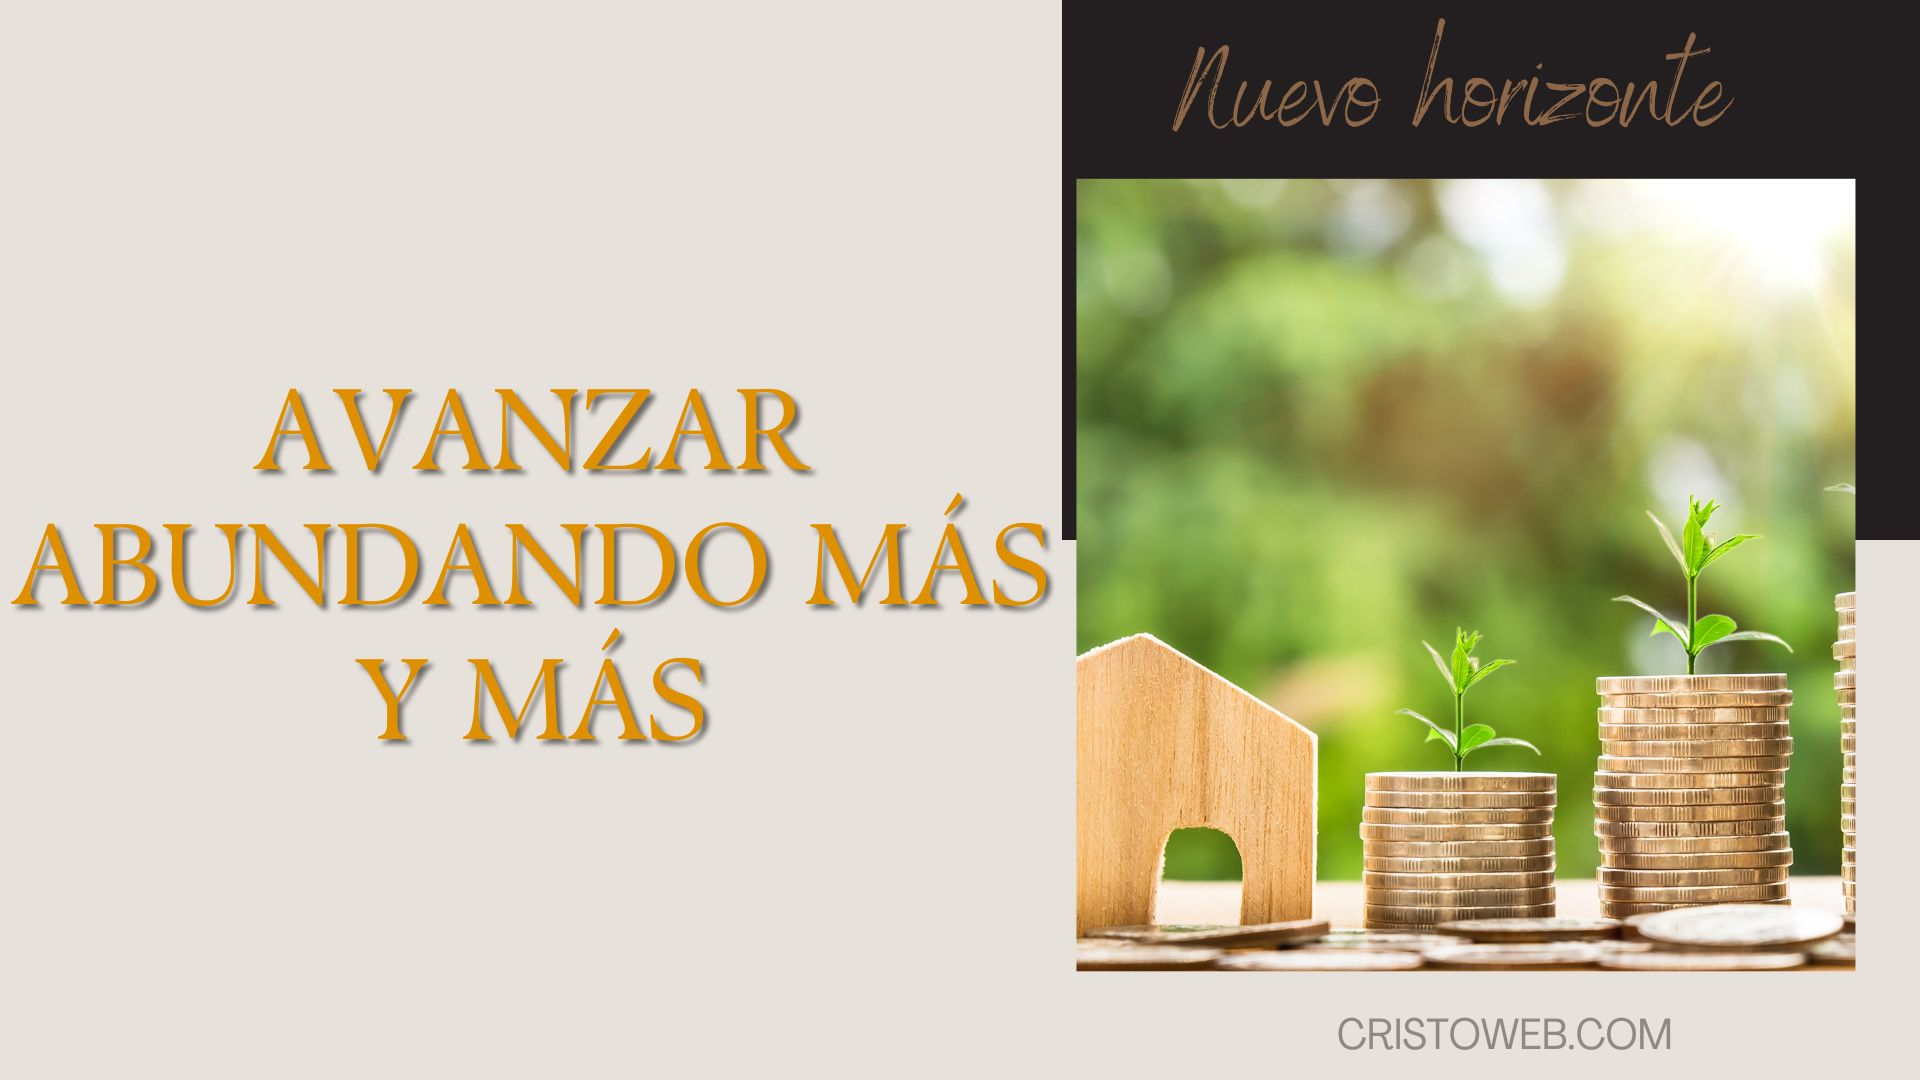 Nuevo horizonte
AVANZAR
ABUNDANDO MÁS
Y MÁS
CRISTOWEB.COM